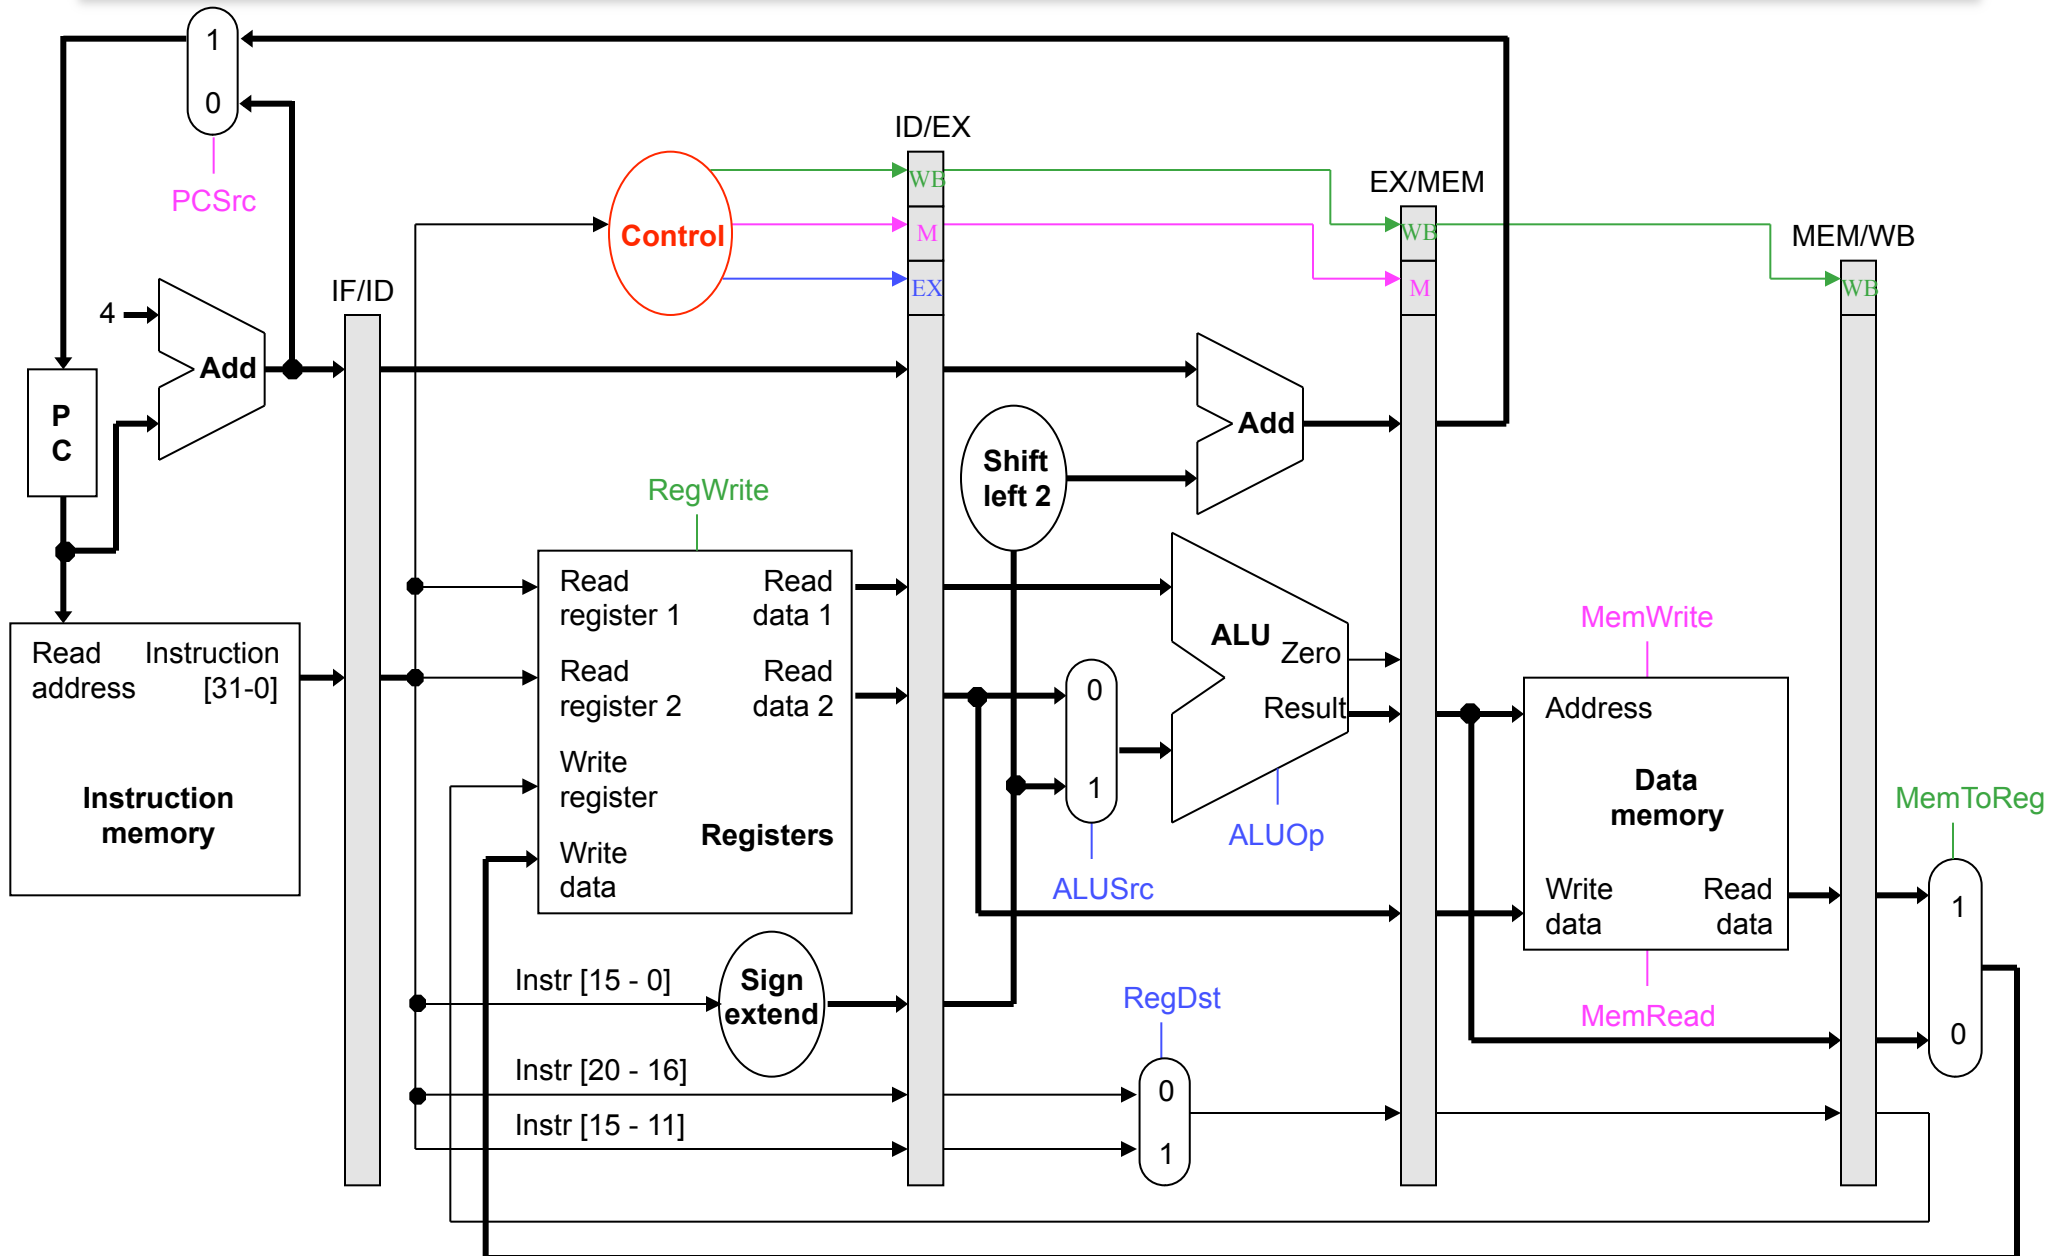 1
0
PCSrc
ID/EX
WB
M
EX
Control
EX/MEM
WB
M
MEM/WB
WB
IF/ID
4
Add
P
C
Add
Shift
left 2
RegWrite
Read
register 1
Read
data 1
Read
register 2
Read
data 2
Write
register
Registers
Write
data
Read
address
Instruction
[31-0]
Instruction
memory
ALU
Zero
Result
0
1
ALUSrc
ALUOp
MemWrite
Address
Data
memory
Write
data
Read
data
MemRead
MemToReg
1
0
Instr [15 - 0]
Sign
extend
RegDst
Instr [20 - 16]
Instr [15 - 11]
0
1